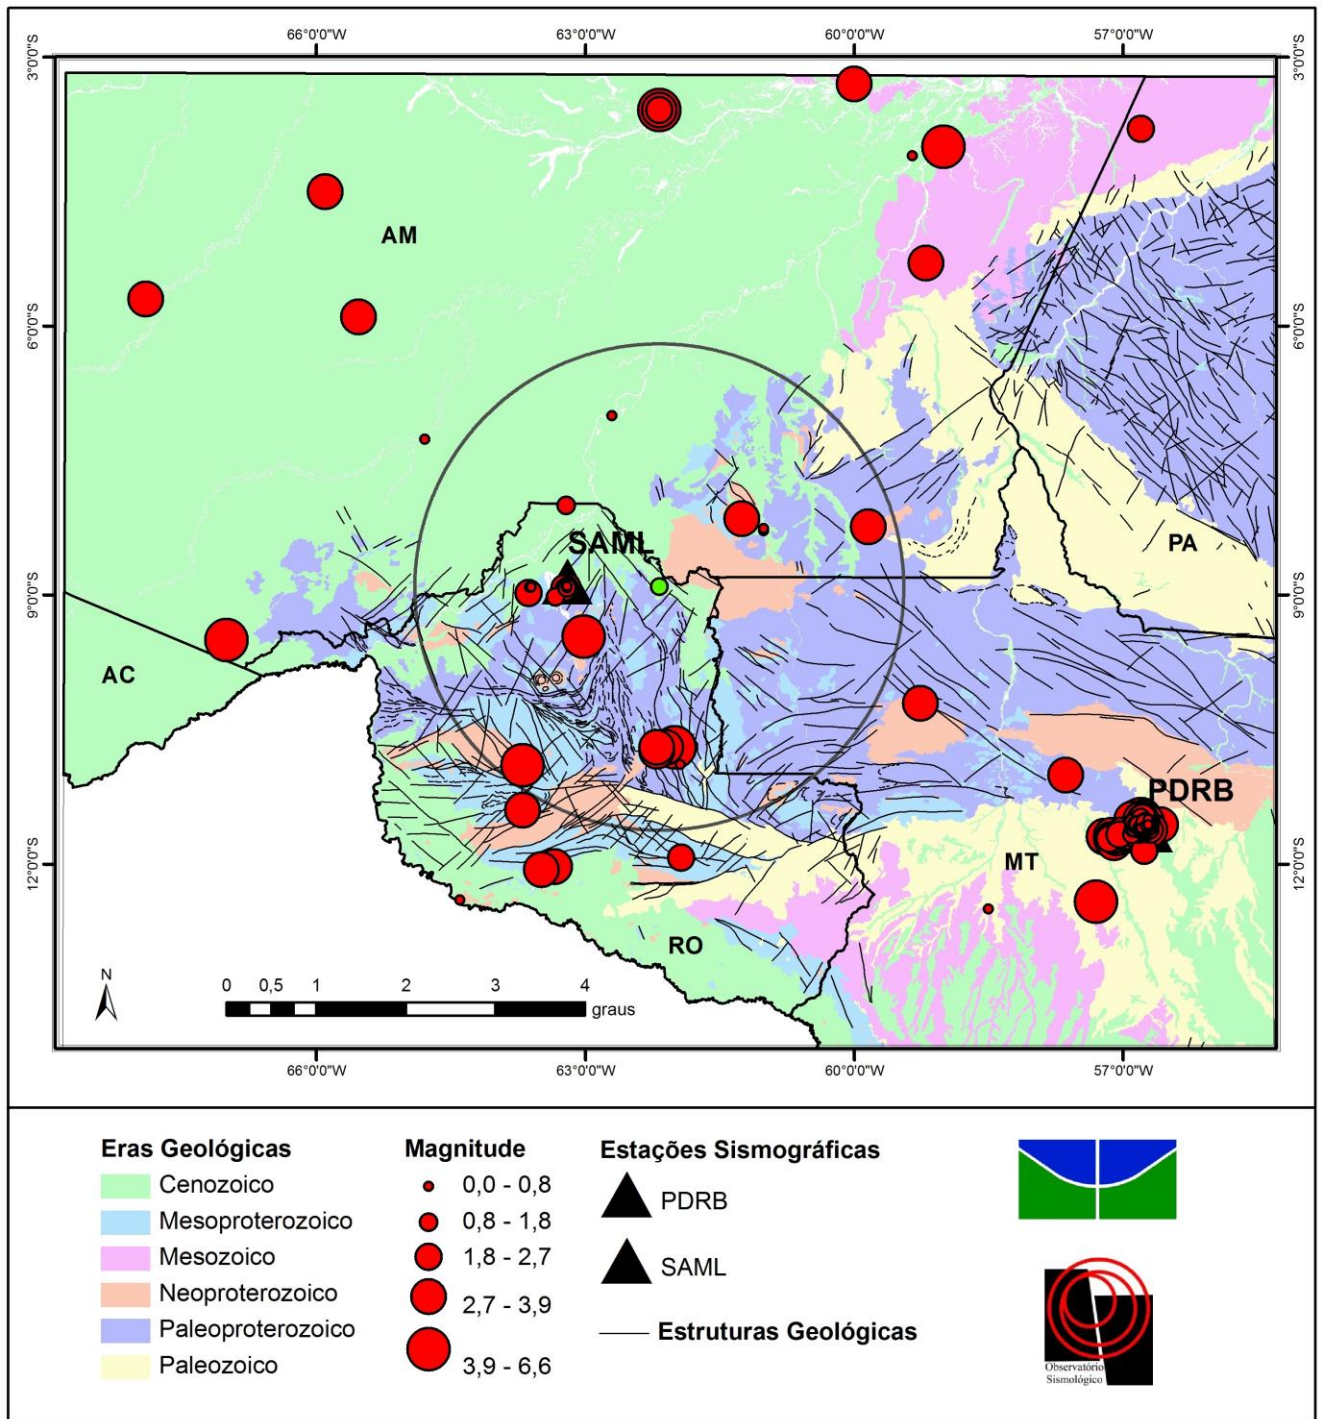 66°0'0"W 63°0'0"W 60°0'0"W 57°0'0"W
3°0'0"S 3°0'0"S
AM
6°0'0"S 6°0'0"S
SAML
PA
9°0'0"S 9°0'0"S
AC
PDRB
MT
12°0'0"S 12°0'0"S
RO
N
0 0,5 1 2 3 4
graus
66°0'0"W 63°0'0"W 60°0'0"W 57°0'0"W
Eras Geológicas
Cenozoico
Mesoproterozoico
Mesozoico
Neoproterozoico
Paleoproterozoico
Paleozoico
Magnitude
0,0 - 0,8
0,8 - 1,8
1,8 - 2,7
2,7 - 3,9
3,9 - 6,6
Estações Sismográficas
PDRB
SAML
Estruturas Geológicas
Observatório
Sismológico